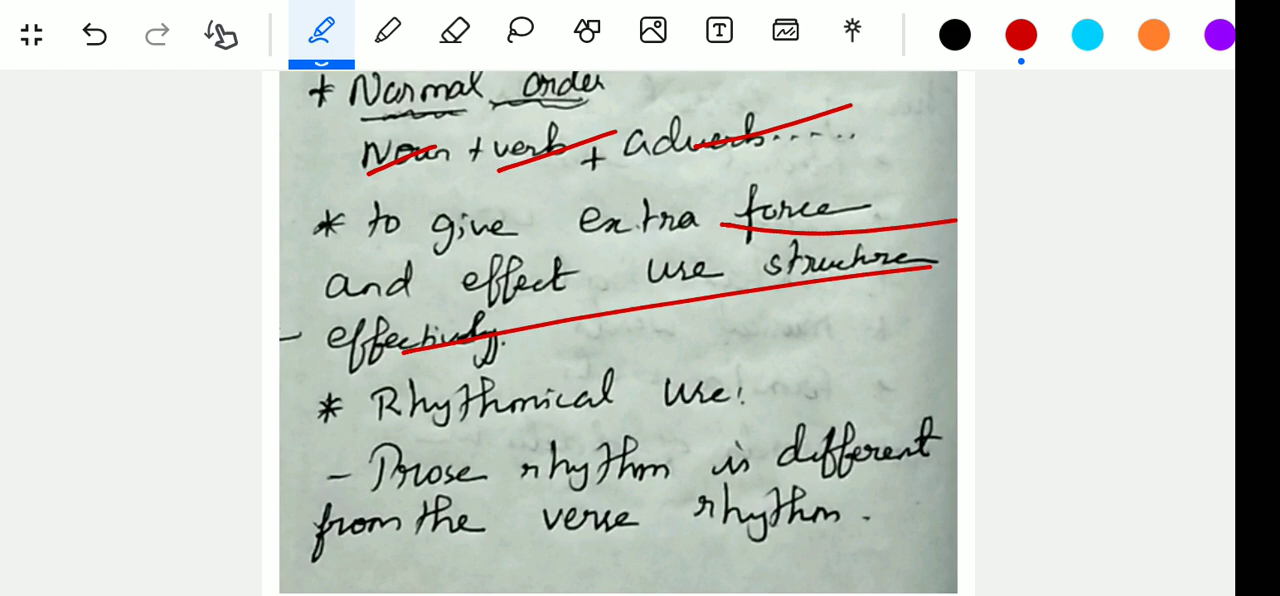 * Normal Order
Noun + verb + adverb.....
* to give extra force
and effect use structure
- effectively.
* Rhythmical Use:
- Prose rhythm is different
from the verse rhythm.